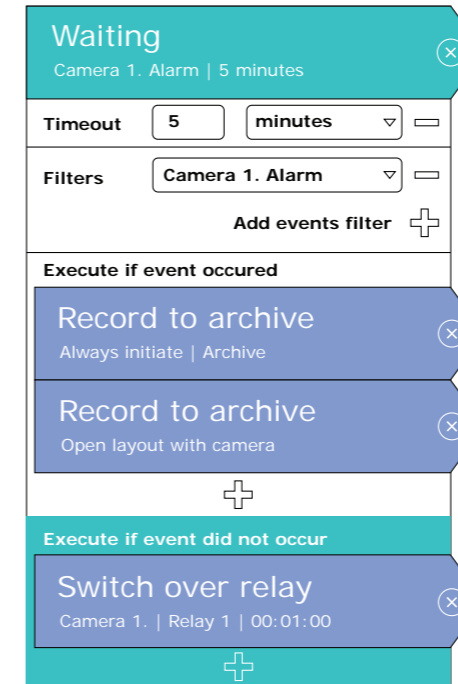 Waiting
Camera 1. Alarm | 5 minutes
Timeout 5 minutes
Filters Camera 1. Alarm
Add events filter
Execute if event occured
Record to archive
Always initiate | Archive
Record to archive
Open layout with camera
Execute if event did not occur
Switch over relay
Camera 1. | Relay 1 | 00:01:00